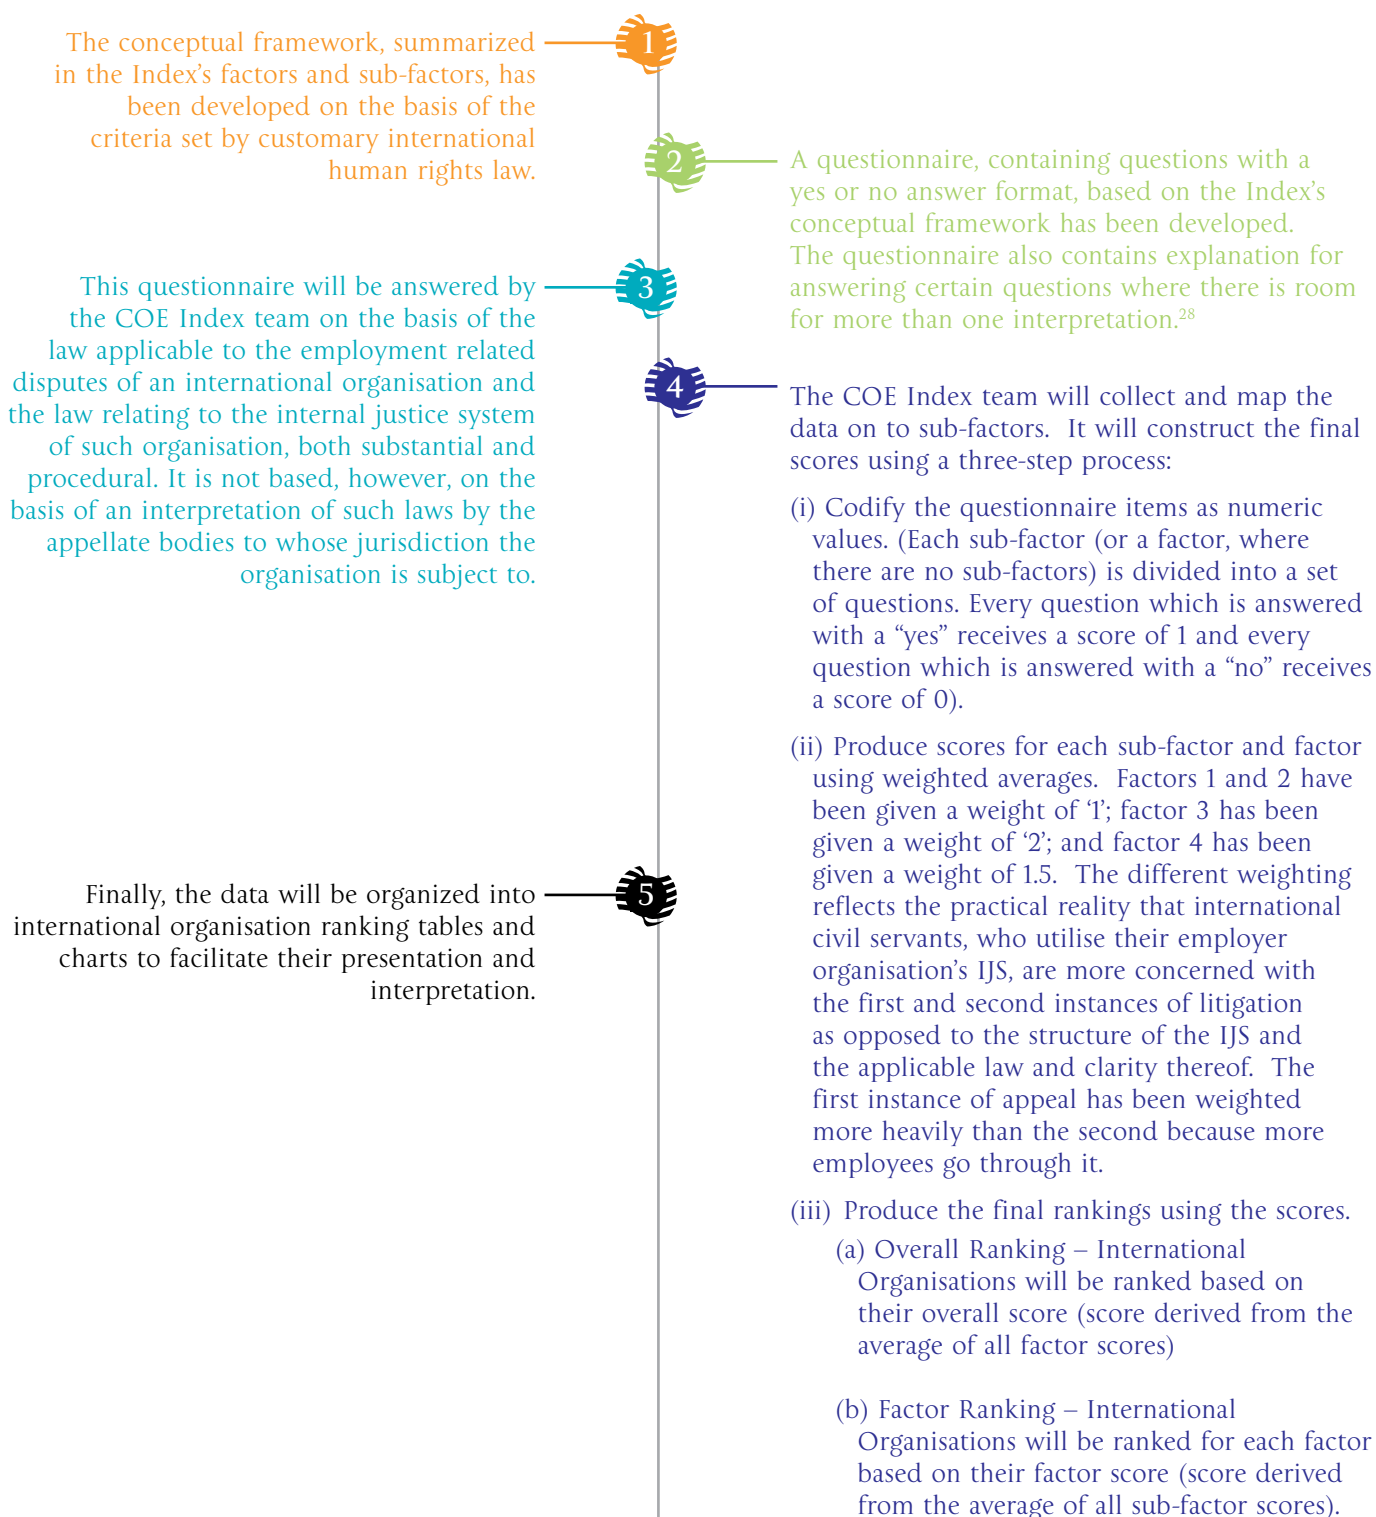 1
The conceptual framework, summarized
in the Index's factors and sub-factors, has
been developed on the basis of the
criteria set by customary international
human rights law.
2
A questionnaire, containing questions with a
yes or no answer format, based on the Index's
conceptual framework has been developed.
The questionnaire also contains explanation for
answering certain questions where there is room
for more than one interpretation.28
3
This questionnaire will be answered by
the COE Index team on the basis of the
law applicable to the employment related
disputes of an international organisation and
the law relating to the internal justice system
of such organisation, both substantial and
procedural. It is not based, however, on the
basis of an interpretation of such laws by the
appellate bodies to whose jurisdiction the
organisation is subject to.
4
The COE Index team will collect and map the
data on to sub-factors. It will construct the final
scores using a three-step process:
(i) Codify the questionnaire items as numeric
values. (Each sub-factor (or a factor, where
there are no sub-factors) is divided into a set
of questions. Every question which is answered
with a “yes” receives a score of 1 and every
question which is answered with a “no” receives
a score of 0).
(ii) Produce scores for each sub-factor and factor
using weighted averages. Factors 1 and 2 have
been given a weight of ‘1’; factor 3 has been
given a weight of ‘2’; and factor 4 has been
given a weight of 1.5. The different weighting
reflects the practical reality that international
civil servants, who utilise their employer
organisation's IJS, are more concerned with
the first and second instances of litigation
as opposed to the structure of the IJS and
the applicable law and clarity thereof. The
first instance of appeal has been weighted
more heavily than the second because more
employees go through it.
(iii) Produce the final rankings using the scores.
(a) Overall Ranking – International
Organisations will be ranked based on
their overall score (score derived from the
average of all factor scores)
(b) Factor Ranking – International
Organisations will be ranked for each factor
based on their factor score (score derived
from the average of all sub-factor scores).
5
Finally, the data will be organized into
international organisation ranking tables and
charts to facilitate their presentation and
interpretation.